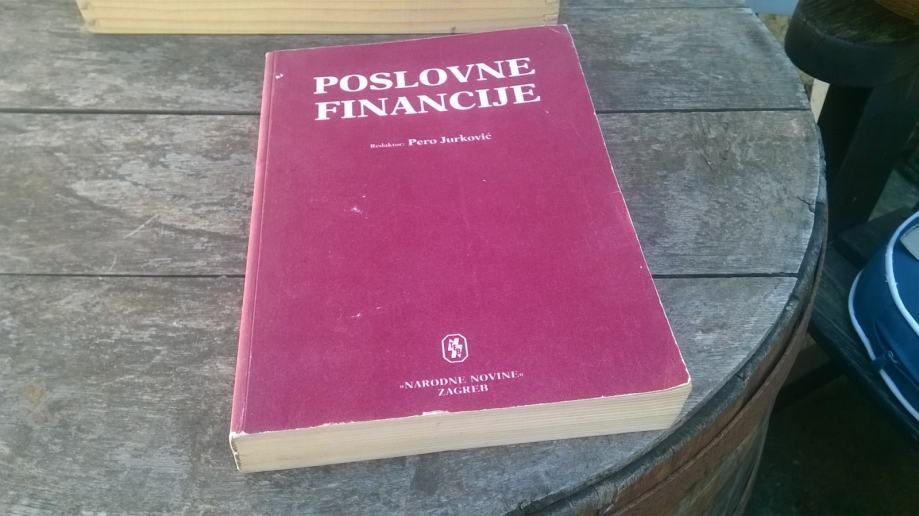 POSLOVNE
FINANCIJE
Redaktor: Pero Jurković
»NARODNE NOVINE«
ZAGREB